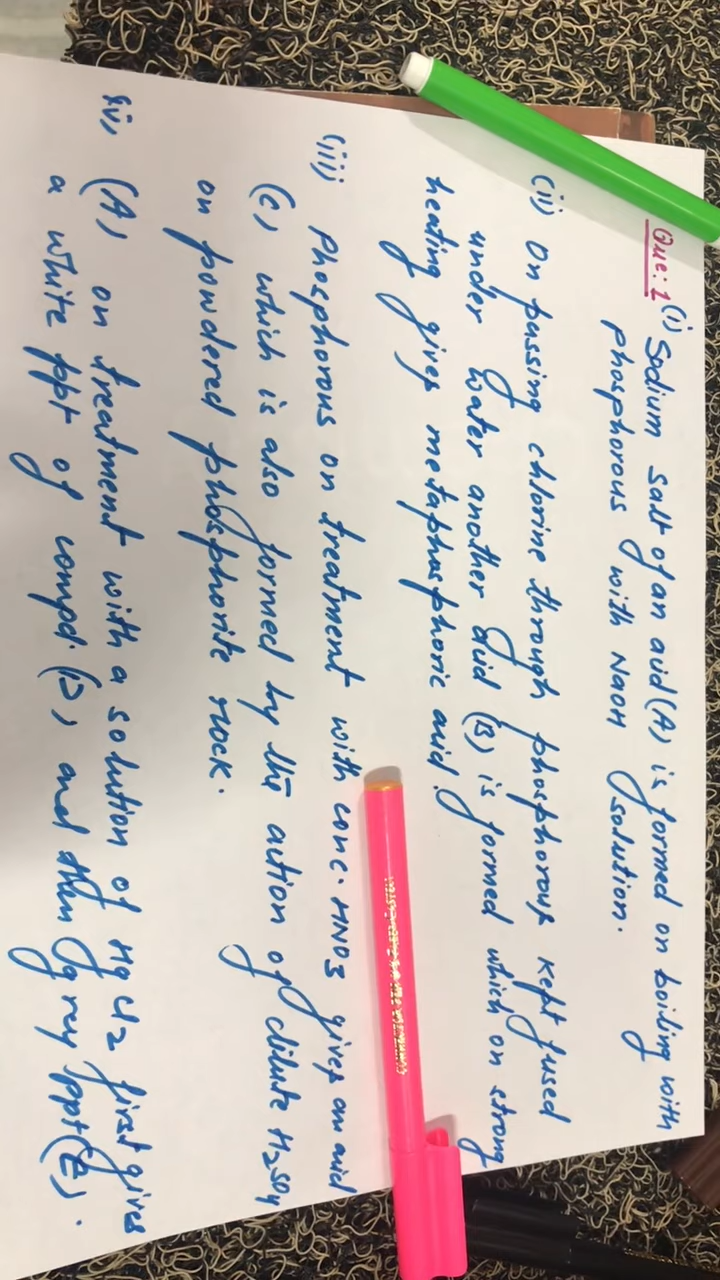 Que: 1 (i) Sodium salt of an acid (A) is formed on boiling with
phosphorous with NaOH solution.
(ii) On passing chlorine through phosphorous kept fused
under water another acid (B) is formed which on strong
heating gives metaphosphoric acid.
(iii) Phosphorous on treatment with conc. HNO3 gives an acid
(c) which is also formed by the action of dilute H2SO4
on powdered phosphorite rock.
(A) on treatment with a solution of HgCl2 first gives
a white ppt of compd. (D) and then gray ppt (E).